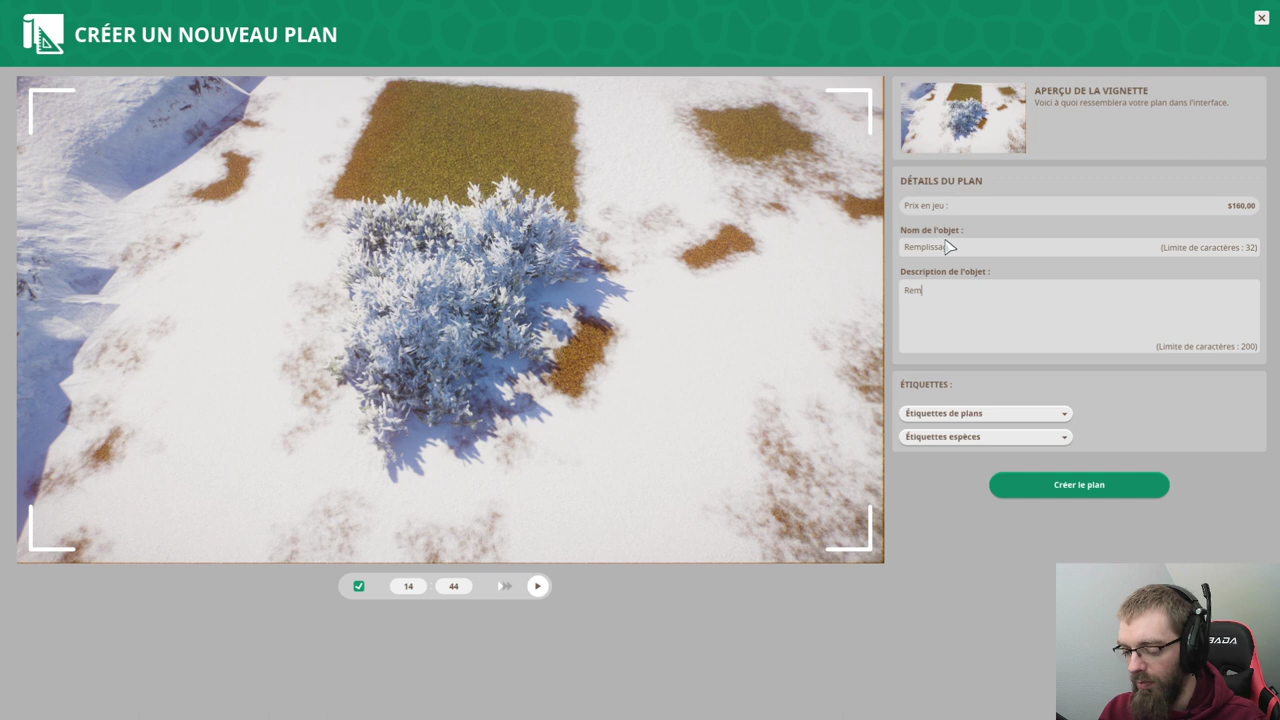 CRÉER UN NOUVEAU PLAN
APERÇU DE LA VIGNETTE
Voici à quoi ressemblera votre plan dans l'interface.
DÉTAILS DU PLAN
Prix en jeu :
$160,00
Nom de l'objet :
(Limite de caractères : 32)
Description de l'objet :
Rem
(Limite de caractères : 200)
ÉTIQUETTES :
Étiquettes de plans
Étiquettes espèces
Créer le plan
14 : 44